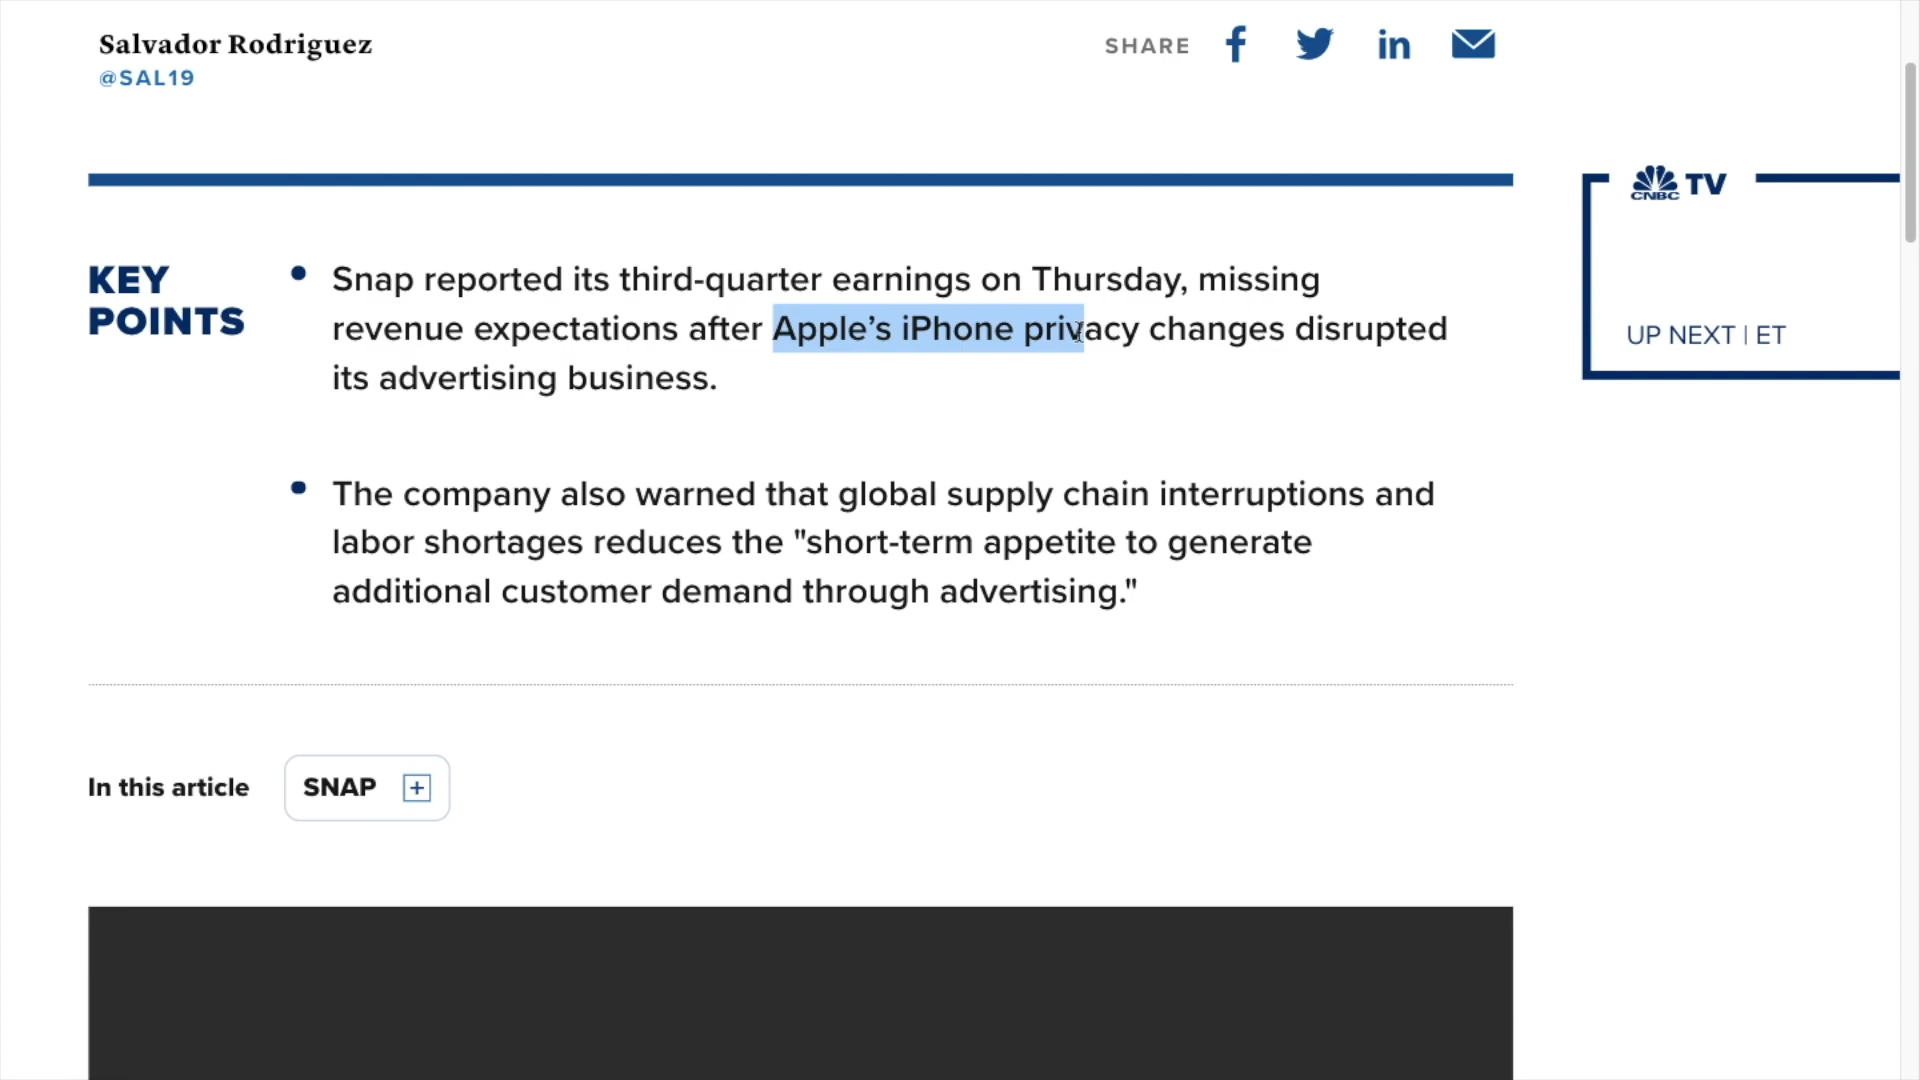 Salvador Rodriguez
@SAL19
SHARE
CNBC TV
KEY
POINTS
Snap reported its third-quarter earnings on Thursday, missing
revenue expectations after Apple’s iPhone privacy changes disrupted
its advertising business.
The company also warned that global supply chain interruptions and
labor shortages reduces the "short-term appetite to generate
additional customer demand through advertising."
UP NEXT | ET
In this article
SNAP